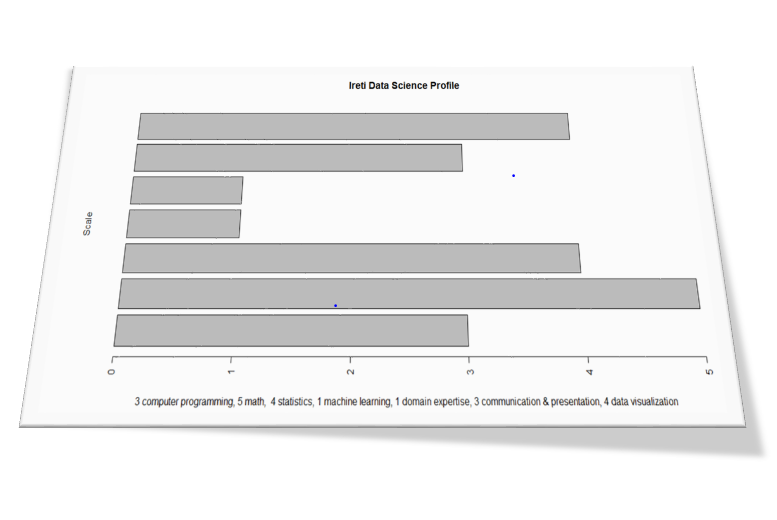 Ireti Data Science Profile
Scale
0 1 2 3 4 5
3 computer programming, 5 math, 4 statistics, 1 machine learning, 1 domain expertise, 3 communication & presentation, 4 data visualization